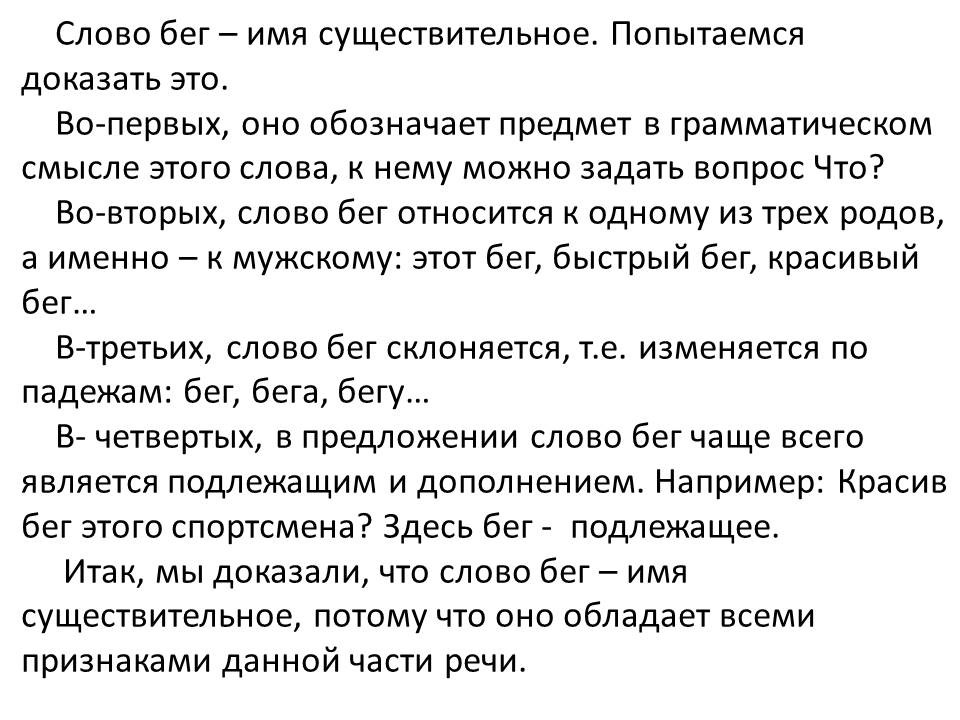 Слово бег – имя существительное. Попытаемся
доказать это.
Во-первых, оно обозначает предмет в грамматическом
смысле этого слова, к нему можно задать вопрос Что?
Во-вторых, слово бег относится к одному из трех родов,
а именно – к мужскому: этот бег, быстрый бег, красивый
бег…
В-третьих, слово бег склоняется, т.е. изменяется по
падежам: бег, бега, бегу…
В- четвертых, в предложении слово бег чаще всего
является подлежащим и дополнением. Например: Красив
бег этого спортсмена? Здесь бег - подлежащее.
Итак, мы доказали, что слово бег – имя
существительное, потому что оно обладает всеми
признаками данной части речи.